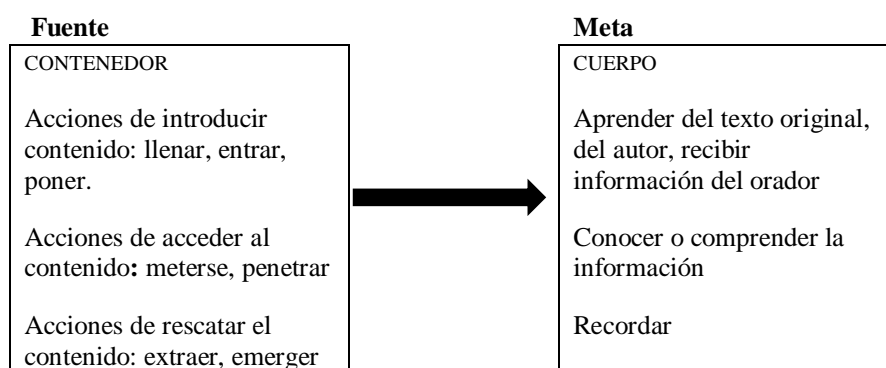 Fuente
CONTENEDOR
Acciones de introducir
contenido: llenar, entrar,
poner.
Acciones de acceder al
contenido: meterse, penetrar
Acciones de rescatar el
contenido: extraer, emerger
Meta
CUERPO
Aprender del texto original,
del autor, recibir
información del orador
Conocer o comprender la
información
Recordar